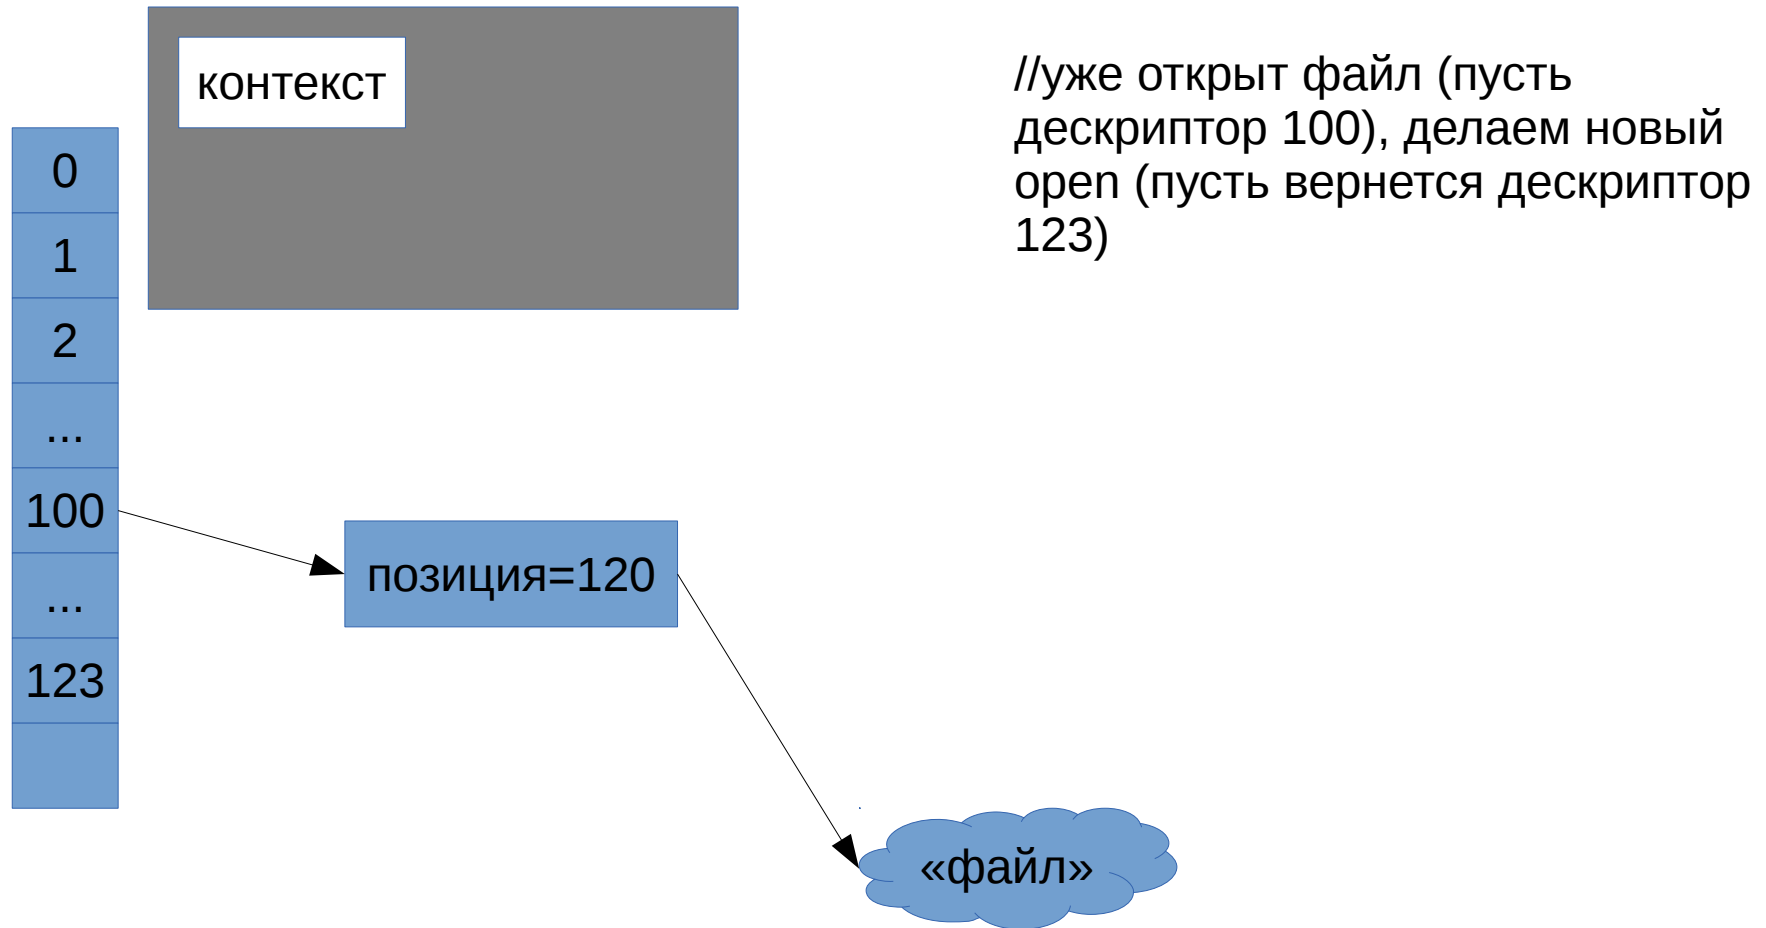 контекст
//уже открыт файл (пусть
дескриптор 100), делаем новый
open (пусть вернется дескриптор
123)
0
1
2
...
100
...
123
позиция=120
«файл»